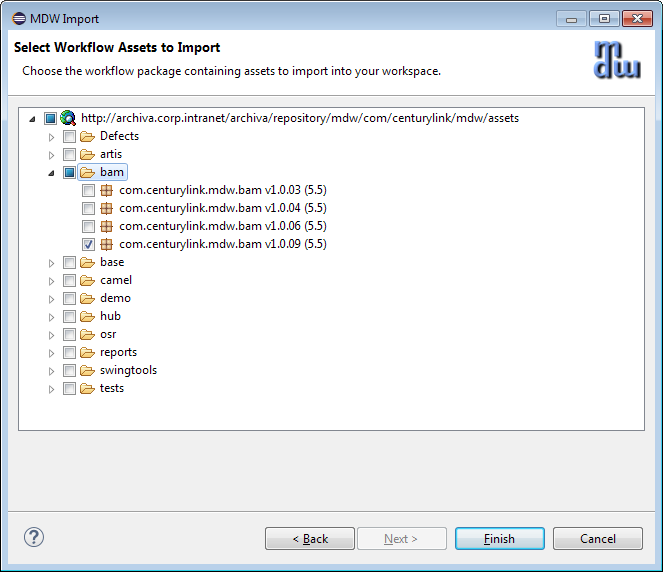 MDW Import
Select Workflow Assets to Import
Choose the workflow package containing assets to import into your workspace.
mdw
http://archiva.corp.intranet/archiva/repository/mdw/com/centurylink/mdw/assets
Defects
artis
bam
com.centurylink.mdw.bam v1.0.03 (5.5)
com.centurylink.mdw.bam v1.0.04 (5.5)
com.centurylink.mdw.bam v1.0.06 (5.5)
com.centurylink.mdw.bam v1.0.09 (5.5)
base
camel
demo
hub
osr
reports
swingtools
tests
?
< Back
Next >
Finish
Cancel